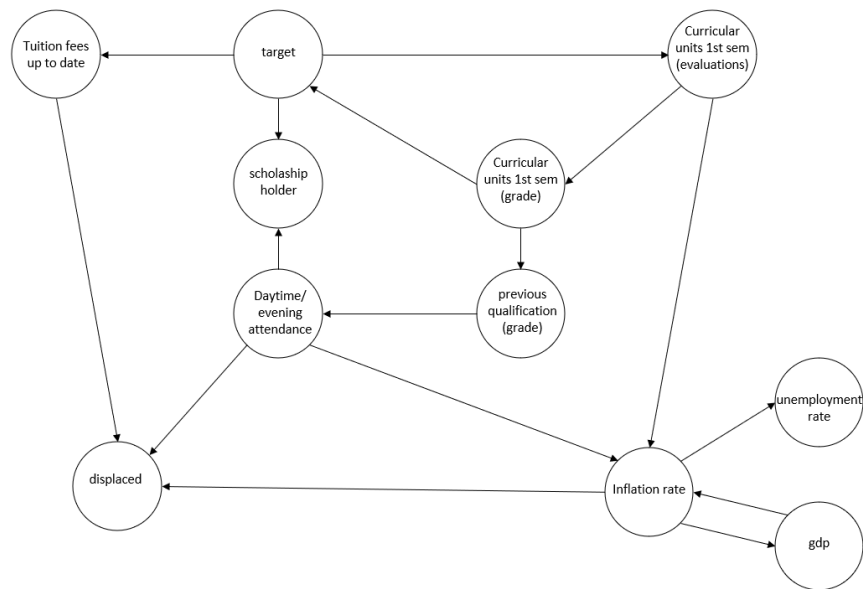 Tuition fees
up to date
target
Curricular
units 1st sem
(evaluations)
scholaship
holder
Curricular
units 1st sem
(grade)
Daytime/
evening
attendance
previous
qualification
(grade)
unemployment
rate
displaced
Inflation rate
gdp